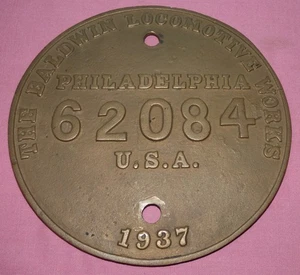 THE BALDWIN LOCOMOTIVE WORKS
PHILADELPHIA
62084
U.S.A.
1937